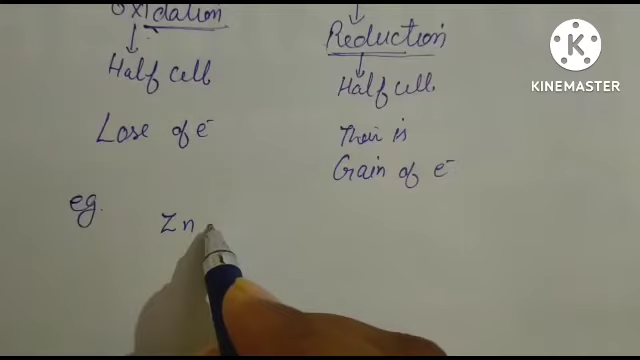 Oxidation
Half cell
Lose of e⁻
Reduction
Half cell
Their is
Grain of e⁻
eg.
Zn
K
KINEMASTER